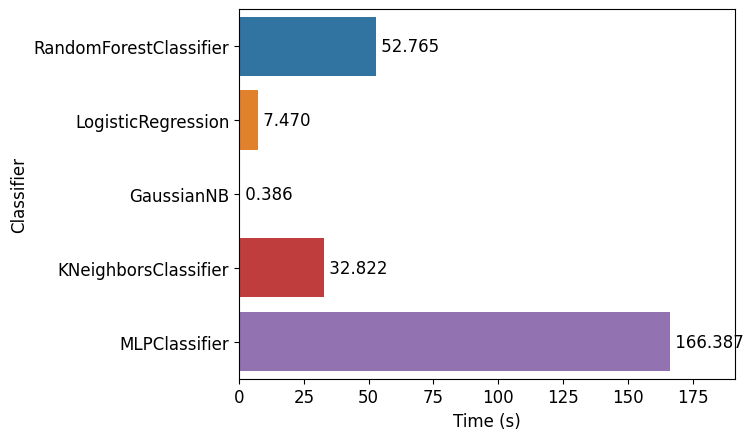 Classifier
RandomForestClassifier 52.765
LogisticRegression 7.470
GaussianNB 0.386
KNeighborsClassifier 32.822
MLPClassifier 166.387
0 25 50 75 100 125 150 175
Time (s)